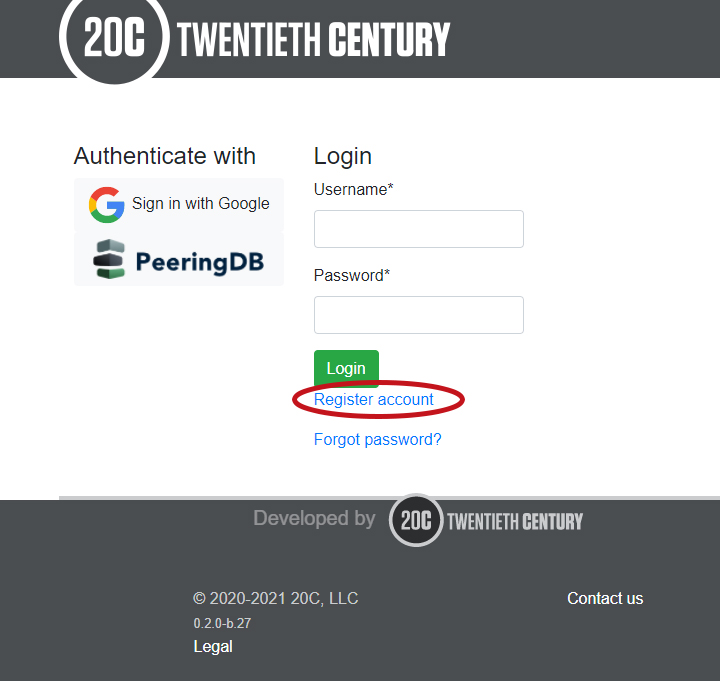 20C TWENTIETH CENTURY
Authenticate with
Sign in with Google
PeeringDB
Login
Username*
Password*
Login
Register account
Forgot password?
Developed by 20C TWENTIETH CENTURY
© 2020-2021 20C, LLC
0.2.0-b.27
Legal
Contact us